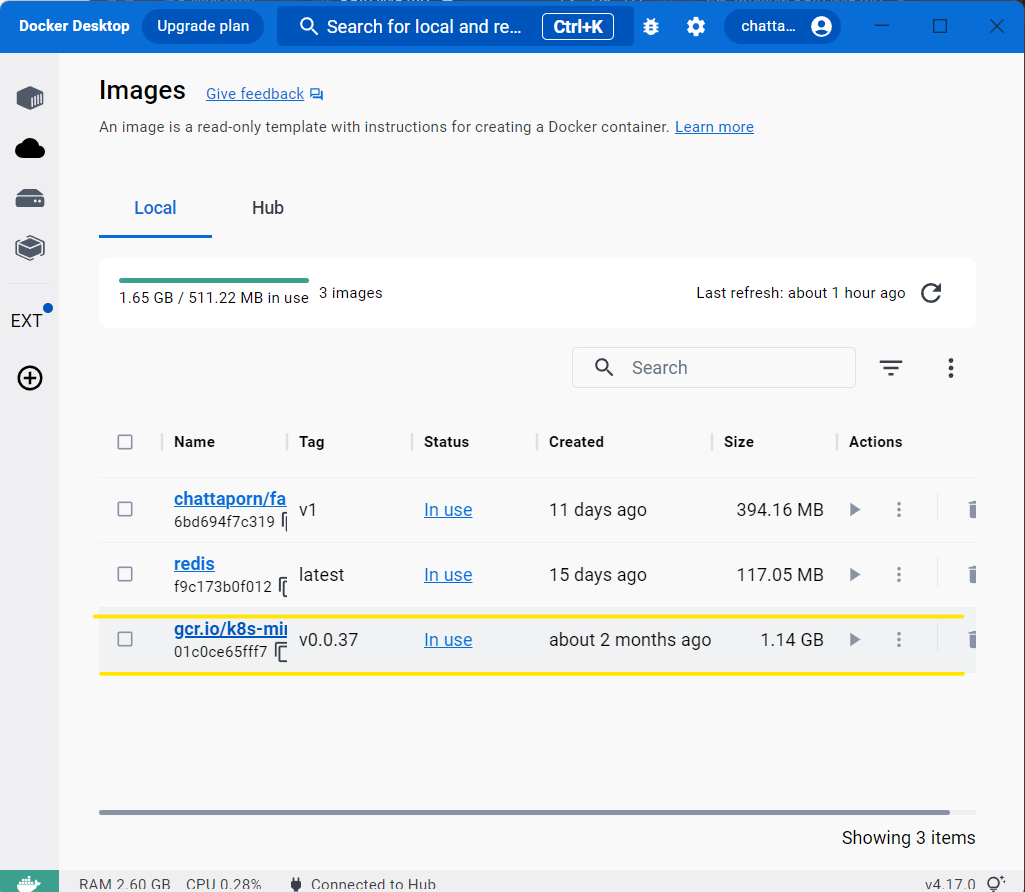 Docker Desktop Upgrade plan Search for local and re... Ctrl+K chatta...
Images Give feedback
An image is a read-only template with instructions for creating a Docker container. Learn more
Local Hub
1.65 GB / 511.22 MB in use 3 images Last refresh: about 1 hour ago
EXT
Search
Name Tag Status Created Size Actions
chattaporn/fa
6bd694f7c319 v1 In use 11 days ago 394.16 MB
redis
f9c173b0f012 latest In use 15 days ago 117.05 MB
gcr.io/k8s-mi
01c0ce65fff7 v0.0.37 In use about 2 months ago 1.14 GB
Showing 3 items
RAM 2.60 GB CPU 0.28% Connected to Hub v4.17.0